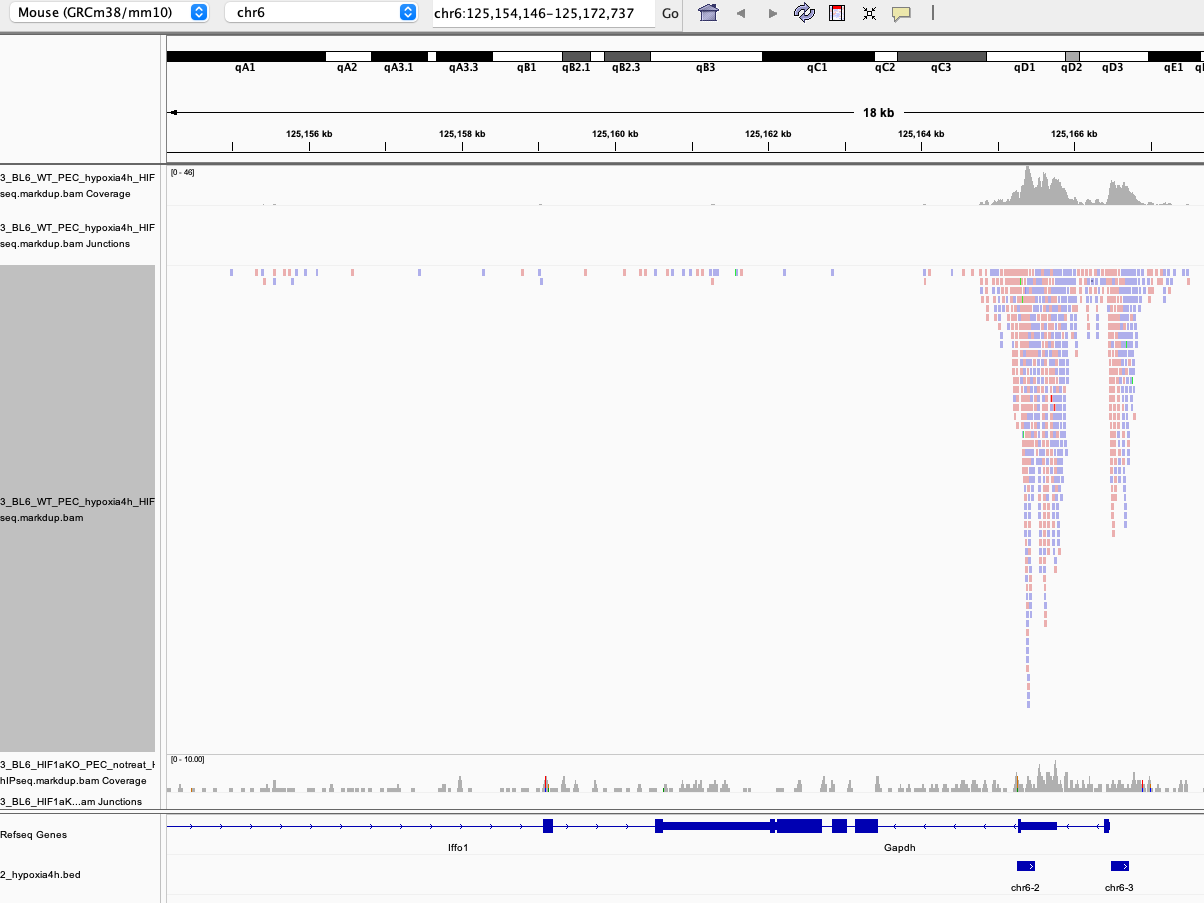 Mouse (GRCm38/mm10) chr6 chr6:125,154,146-125,172,737 Go
qA1 qA2 qA3.1 qA3.3 qB1 qB2.1 qB2.3 qB3 qC1 qC2 qC3 qD1 qD2 qD3 qE1
18 kb
125,156 kb 125,158 kb 125,160 kb 125,162 kb 125,164 kb 125,166 kb
3_BL6_WT_PEC_hypoxia4h_HIF
seq.markdup.bam Coverage
[0 - 46]
3_BL6_WT_PEC_hypoxia4h_HIF
seq.markdup.bam Junctions
3_BL6_WT_PEC_hypoxia4h_HIF
seq.markdup.bam
[0 - 10.00]
3_BL6_HIF1aKO_PEC_notreat_
hIPseq.markdup.bam Coverage
3_BL6_HIF1aK...am Junctions
Refseq Genes
Iffo1 Gapdh
2_hypoxia4h.bed
chr6-2 chr6-3